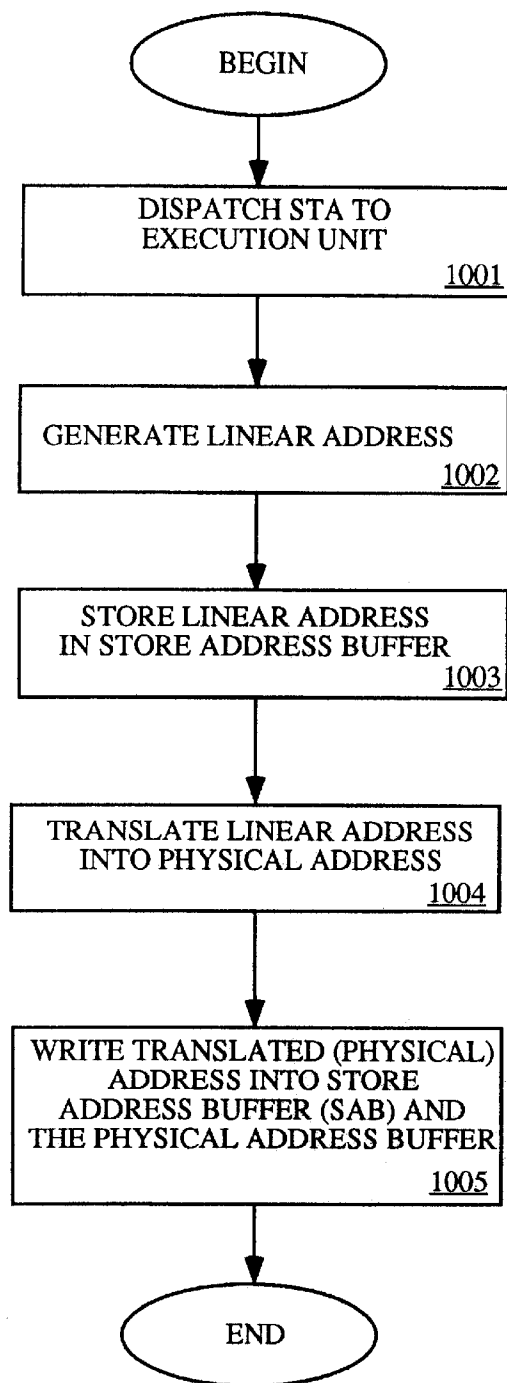 BEGIN
DISPATCH STA TO
EXECUTION UNIT
1001
GENERATE LINEAR ADDRESS
1002
STORE LINEAR ADDRESS
IN STORE ADDRESS BUFFER
1003
TRANSLATE LINEAR ADDRESS
INTO PHYSICAL ADDRESS
1004
WRITE TRANSLATED (PHYSICAL)
ADDRESS INTO STORE
ADDRESS BUFFER (SAB) AND
THE PHYSICAL ADDRESS BUFFER
1005
END